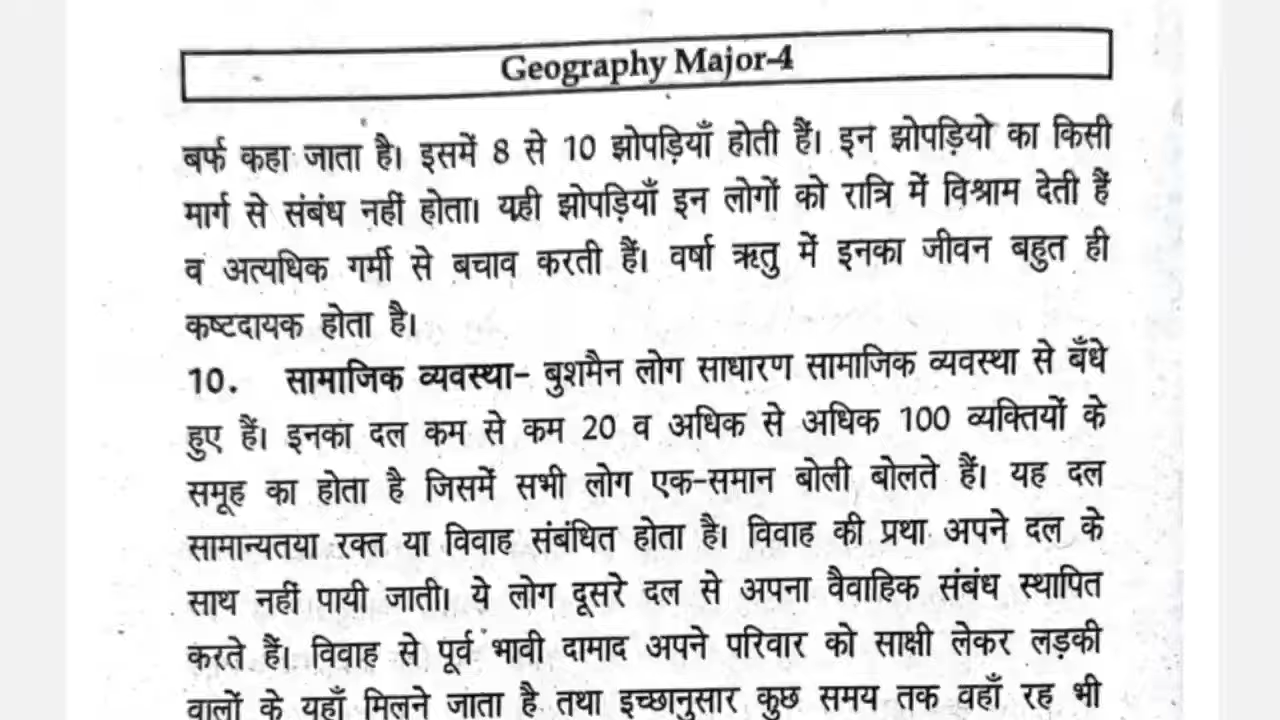 Geography Major-4
बर्फ कहा जाता है। इसमें 8 से 10 झोपड़ियाँ होती हैं। इन झोपड़ियो का किसी
मार्ग से संबंध नहीं होता। यही झोपड़ियाँ इन लोगों को रात्रि में विश्राम देती हैं
व अत्यधिक गर्मी से बचाव करती हैं। वर्षा ऋतु में इनका जीवन बहुत ही
कष्टदायक होता है।
10. सामाजिक व्यवस्था- बुशमैन लोग साधारण सामाजिक व्यवस्था से बँधे
हुए हैं। इनका दल कम से कम 20 व अधिक से अधिक 100 व्यक्तियों के
समूह का होता है जिसमें सभी लोग एक-समान बोली बोलते हैं। यह दल
सामान्यतया रक्त या विवाह संबंधित होता है। विवाह की प्रथा अपने दल के
साथ नहीं पायी जाती। ये लोग दूसरे दल से अपना वैवाहिक संबंध स्थापित
करते हैं। विवाह से पूर्व भावी दामाद अपने परिवार को साक्षी लेकर लड़की
वालों के यहाँ मिलने जाता है तथा इच्छानुसार कुछ समय तक वहाँ रह भी